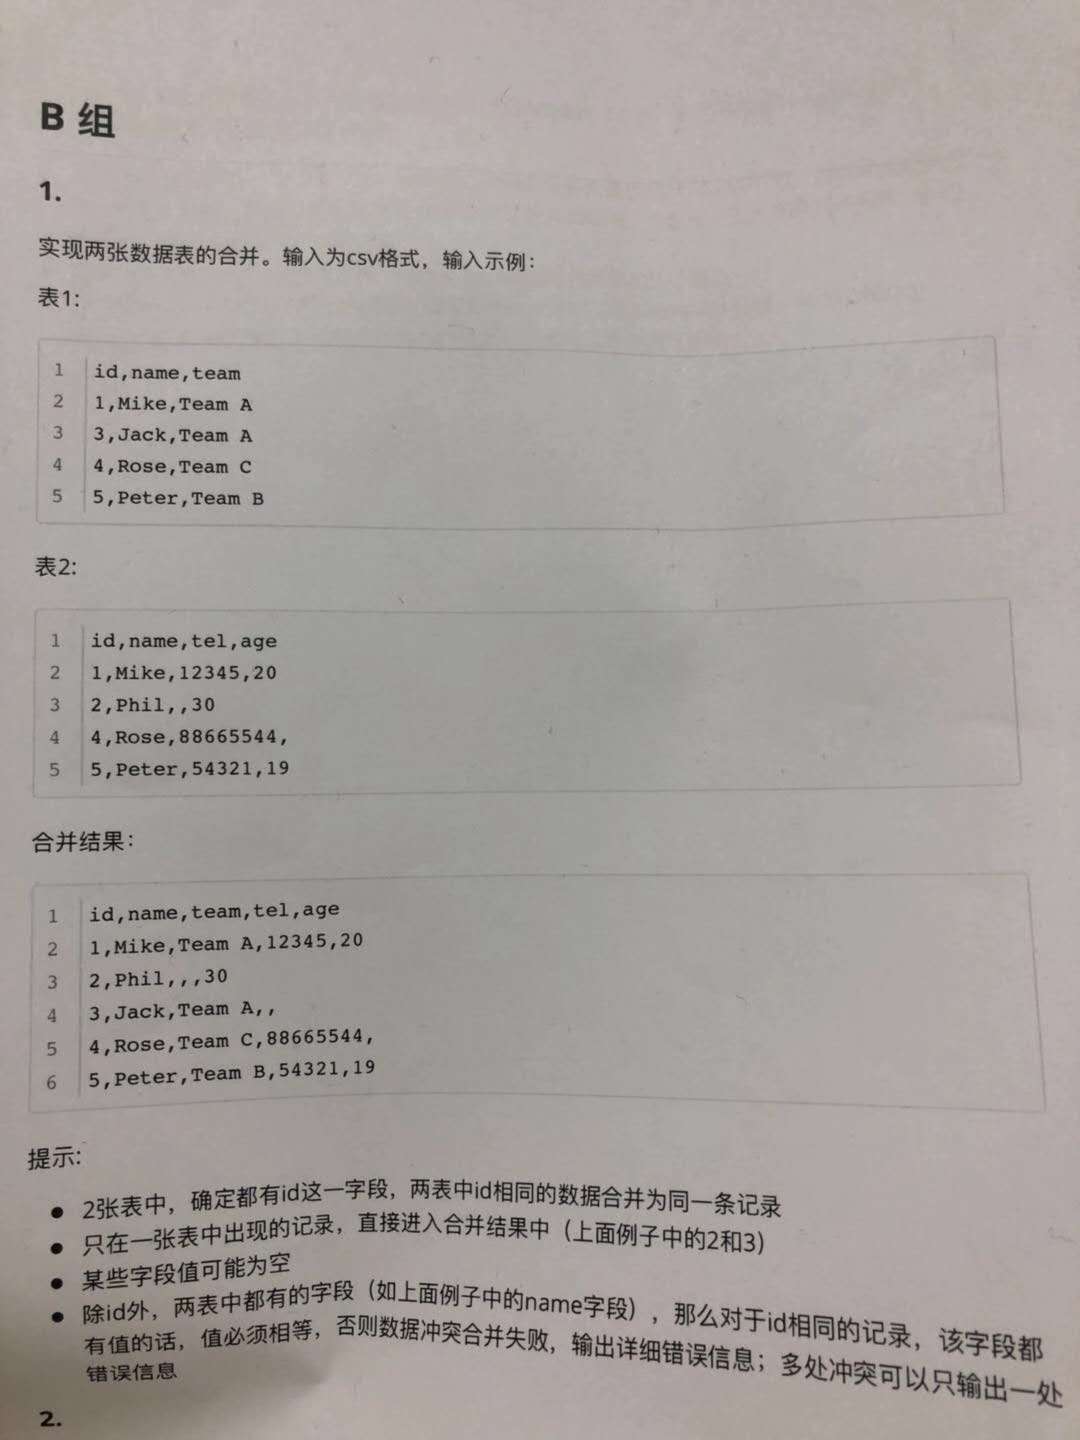 B 组
1.
实现两张数据表的合并。输入为csv格式，输入示例：
表1:
1 id,name,team
2 1,Mike,Team A
3 3,Jack,Team A
4 4,Rose,Team C
5 5,Peter,Team B
表2:
1 id,name,tel,age
2 1,Mike,12345,20
3 2,Phil,,30
4 4,Rose,88665544,
5 5,Peter,54321,19
合并结果：
1 id,name,team,tel,age
2 1,Mike,Team A,12345,20
3 2,Phil,,,30
4 3,Jack,Team A,,
5 4,Rose,Team C,88665544,
6 5,Peter,Team B,54321,19
提示:
● 2张表中，确定都有id这一字段，两表中id相同的数据合并为同一条记录
● 只在一张表中出现的记录，直接进入合并结果中（上面例子中的2和3）
● 某些字段值可能为空
● 除id外，两表中都有的字段（如上面例子中的name字段），那么对于id相同的记录，该字段都
有值的话，值必须相等，否则数据冲突合并失败，输出详细错误信息；多处冲突可以只输出一处
错误信息
2.